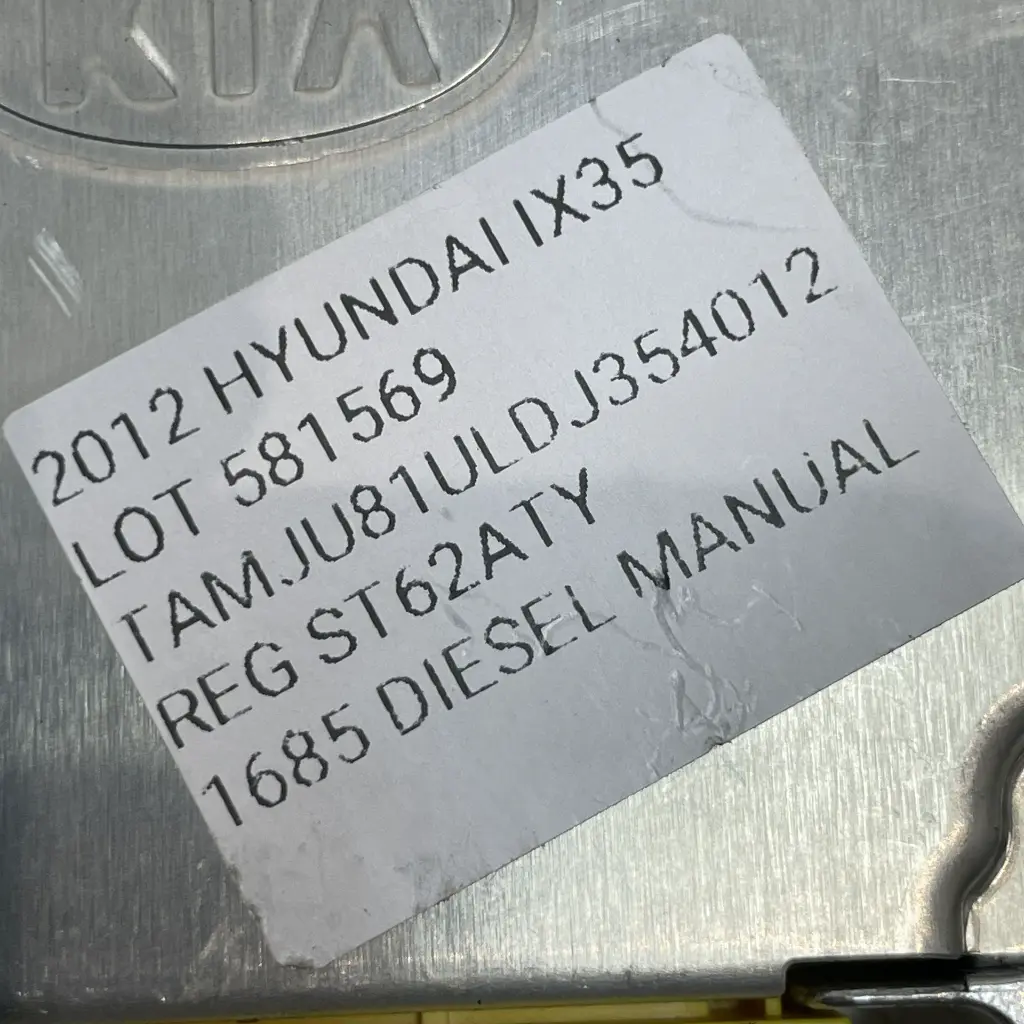 KIA
2012 HYUNDAI IX35
LOT 581569
TAMJU81ULDJ354012
REG ST62ATY
1685 DIESEL MANUAL